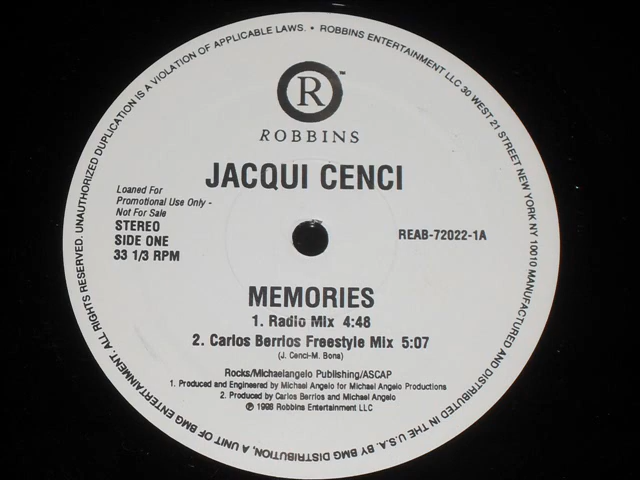 ALL RIGHTS RESERVED. UNAUTHORIZED DUPLICATION IS A VIOLATION OF APPLICABLE LAWS. • ROBBINS ENTERTAINMENT LLC 30 WEST 21 STREET NEW YORK NY 10010 MANUFACTURED AND DISTRIBUTED IN THE U.S.A. BY BMG DISTRIBUTION, A UNIT OF BMG ENTERTAINMENT.
R™
ROBBINS
JACQUI CENCI
Loaned For
Promotional Use Only -
Not For Sale
STEREO
SIDE ONE
33 1/3 RPM
REAB-72022-1A
MEMORIES
1. Radio Mix 4:48
2. Carlos Berrios Freestyle Mix 5:07
(J. Cenci-M. Bona)
Rocks/Michaelangelo Publishing/ASCAP
1. Produced and Engineered by Michael Angelo for Michael Angelo Productions
2. Produced by Carlos Berrios and Michael Angelo
℗ 1998 Robbins Entertainment LLC